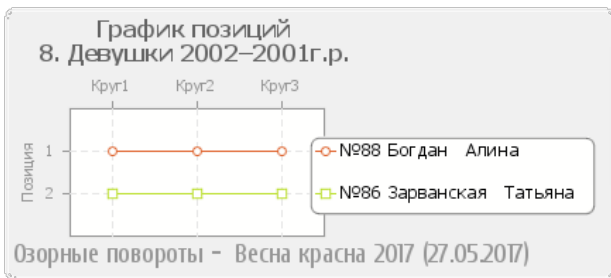 График позиций
8. Девушки 2002–2001г.р.
Круг1 Круг2 Круг3
Позиция
1
№88 Богдан Алина
2
№86 Зарванская Татьяна
Озорные повороты - Весна красна 2017 (27.05.2017)